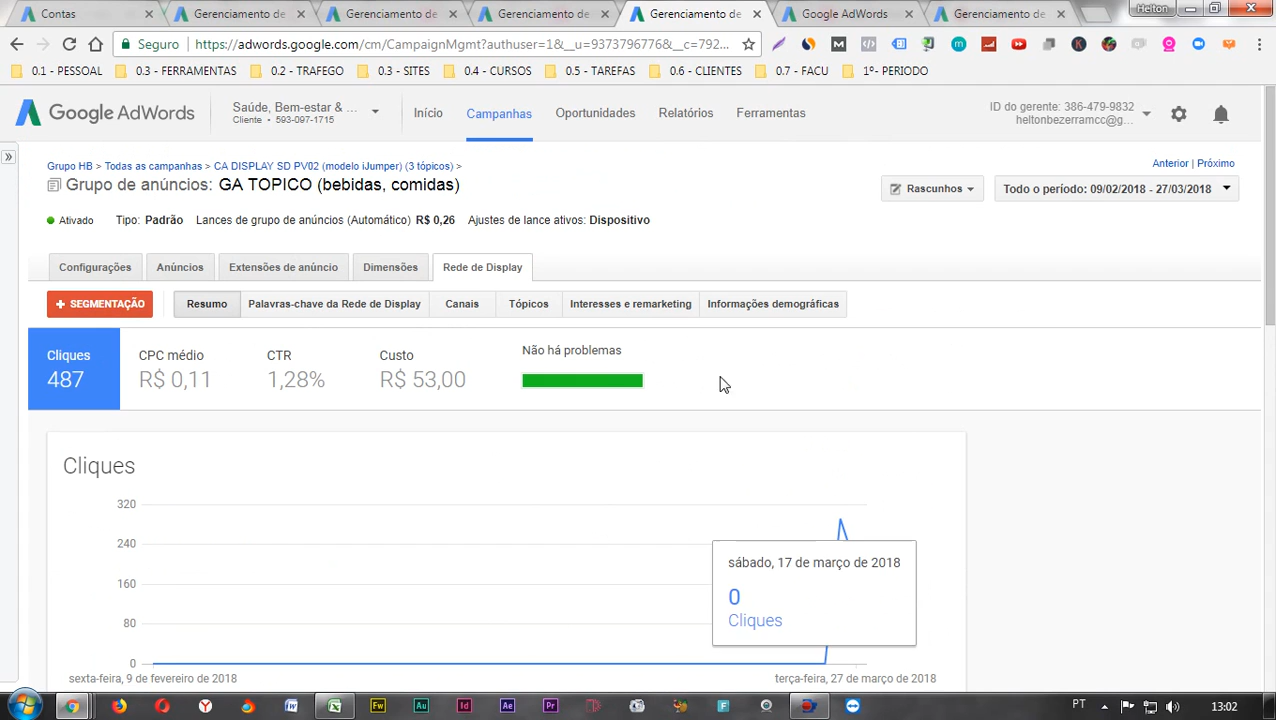 Contas
Gerenciamento de
Gerenciamento de
Gerenciamento de
Gerenciamento de
Google AdWords
Gerenciamento de
Helton
Seguro
https://adwords.google.com/cm/CampaignMgmt?authuser=1&__u=9373796776&__c=792...
0.1 - PESSOAL
0.3 - FERRAMENTAS
0.2 - TRAFEGO
0.3 - SITES
0.4 - CURSOS
0.5 - TAREFAS
0.6 - CLIENTES
0.7 - FACU
1º- PERIODO
Google AdWords
Saúde, Bem-estar & ...
Cliente • 593-097-1715
Início
Campanhas
Oportunidades
Relatórios
Ferramentas
ID do gerente: 386-479-9832
heltonbezerramcc@g...
Grupo HB > Todas as campanhas > CA DISPLAY SD PV02 (modelo iJumper) (3 tópicos) >
Anterior | Próximo
Grupo de anúncios: GA TOPICO (bebidas, comidas)
Rascunhos
Todo o período: 09/02/2018 - 27/03/2018
Ativado
Tipo: Padrão
Lances de grupo de anúncios (Automático) R$ 0,26
Ajustes de lance ativos: Dispositivo
Configurações
Anúncios
Extensões de anúncio
Dimensões
Rede de Display
+ SEGMENTAÇÃO
Resumo
Palavras-chave da Rede de Display
Canais
Tópicos
Interesses e remarketing
Informações demográficas
Cliques
487
CPC médio
R$ 0,11
CTR
1,28%
Custo
R$ 53,00
Não há problemas
Cliques
320
240
160
80
0
sábado, 17 de março de 2018
0
Cliques
sexta-feira, 9 de fevereiro de 2018
terça-feira, 27 de março de 2018
Fw
Au
Id
Ae
Pr
PT
13:02